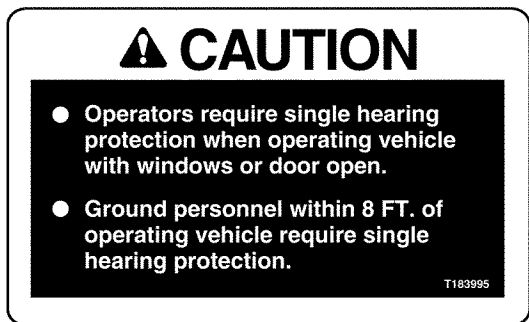 CAUTION
● Operators require single hearing
protection when operating vehicle
with windows or door open.
● Ground personnel within 8 FT. of
operating vehicle require single
hearing protection.
T183995